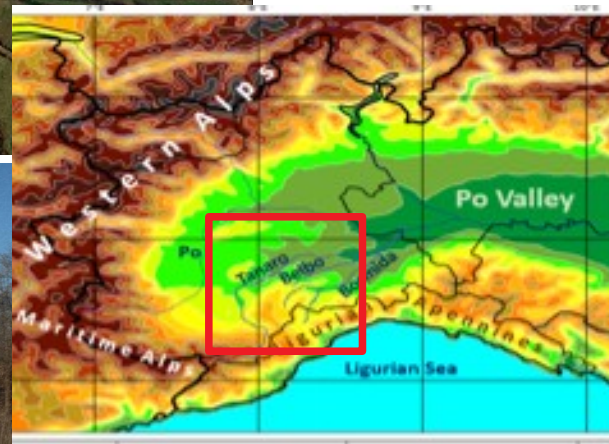 Western Alps
Po Valley
Po
Tanaro
Belbo
Bormida
Maritime Alps
Ligurian Apennines
Ligurian Sea